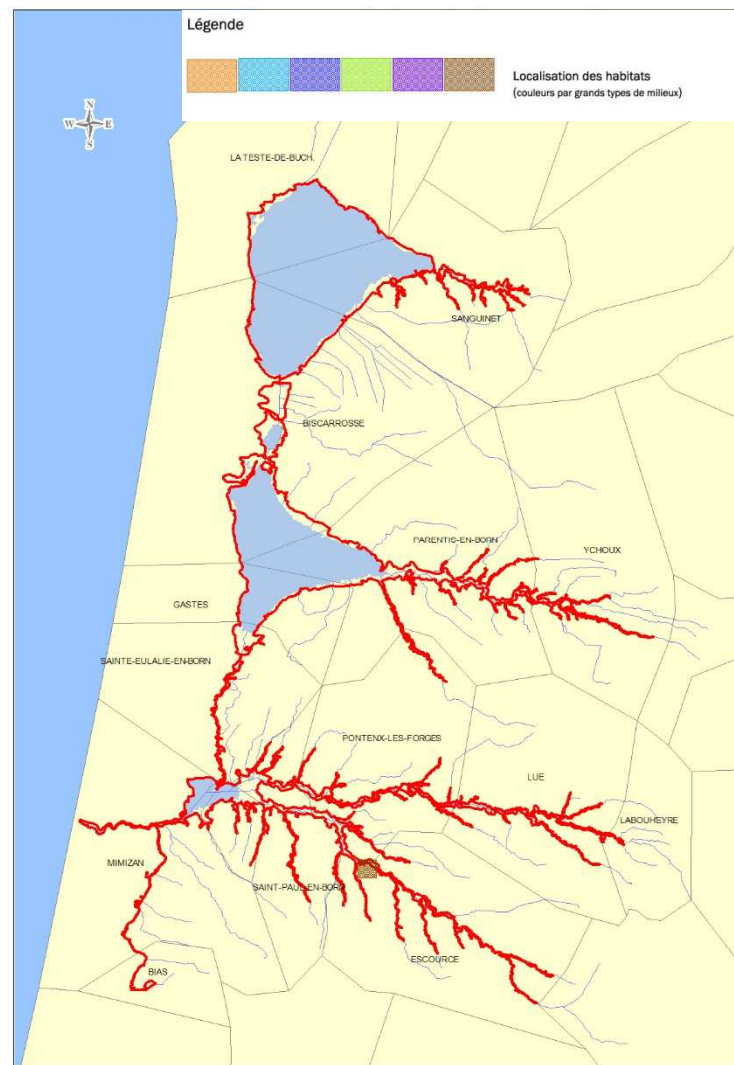 Légende
Localisation des habitats
(couleurs par grands types de milieux)
N
W E
S
LA TESTE-DE-BUCH.
SANGUINET
BISCARROSSE
PARENTIS-EN-BORN
YCHOUX
GASTES
SAINTE-EULALIE-EN-BORN
PONTENX-LES-FORGES
LUE
LABOUHEYRE
MIMIZAN
SAINT-PAUL-EN-BORN
ESCOURCE
BIAS